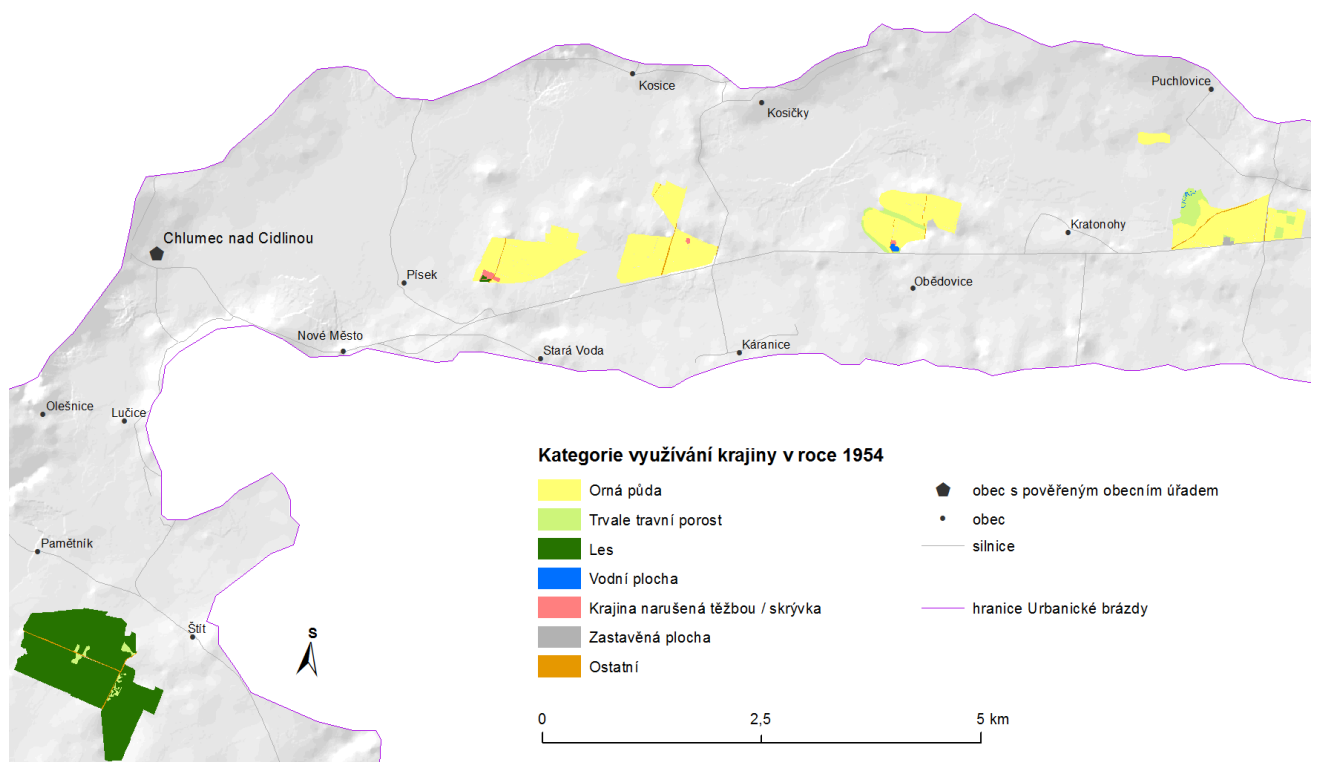 Kosice
Kosičky
Puchlovice
Chlumec nad Cidlinou
Kratonohy
Písek
Obědovice
Nové Město
Stará Voda
Káranice
Olešnice
Lučice
Pamětník
Štít
S
Kategorie využívání krajiny v roce 1954
Orná půda
Trvale travní porost
Les
Vodní plocha
Krajina narušená těžbou / skrývka
Zastavěná plocha
Ostatní
obec s pověřeným obecním úřadem
obec
silnice
hranice Urbanické brázdy
0 2,5 5 km